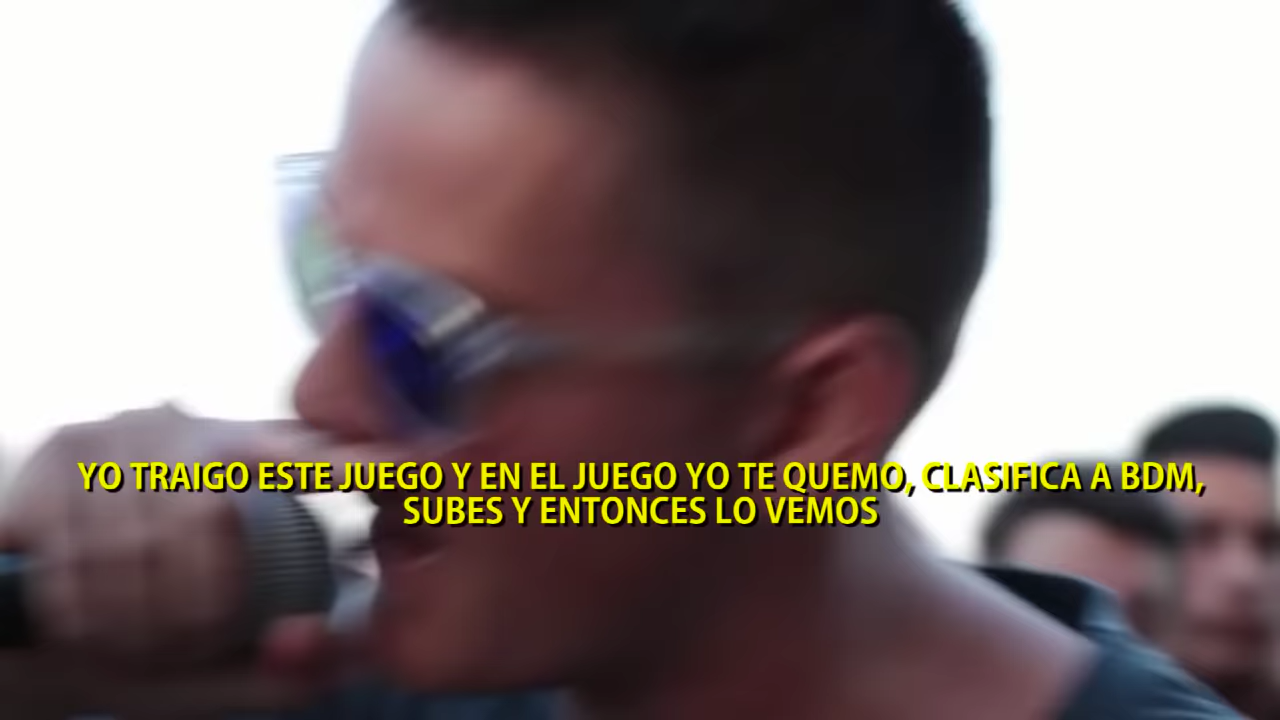 YO TRAIGO ESTE JUEGO Y EN EL JUEGO YO TE QUEMO, CLASIFICA A BDM,
SUBES Y ENTONCES LO VEMOS